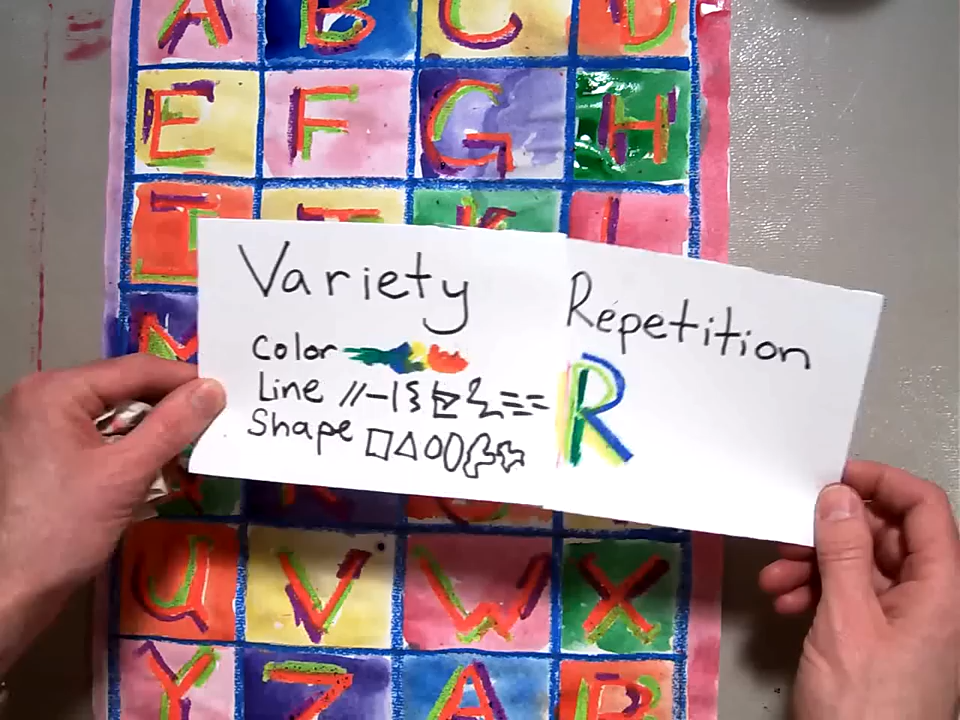 A B C D
E F G H
Variety
Color
Line
Shape
Repetition
R
U V W X
Y Z A B